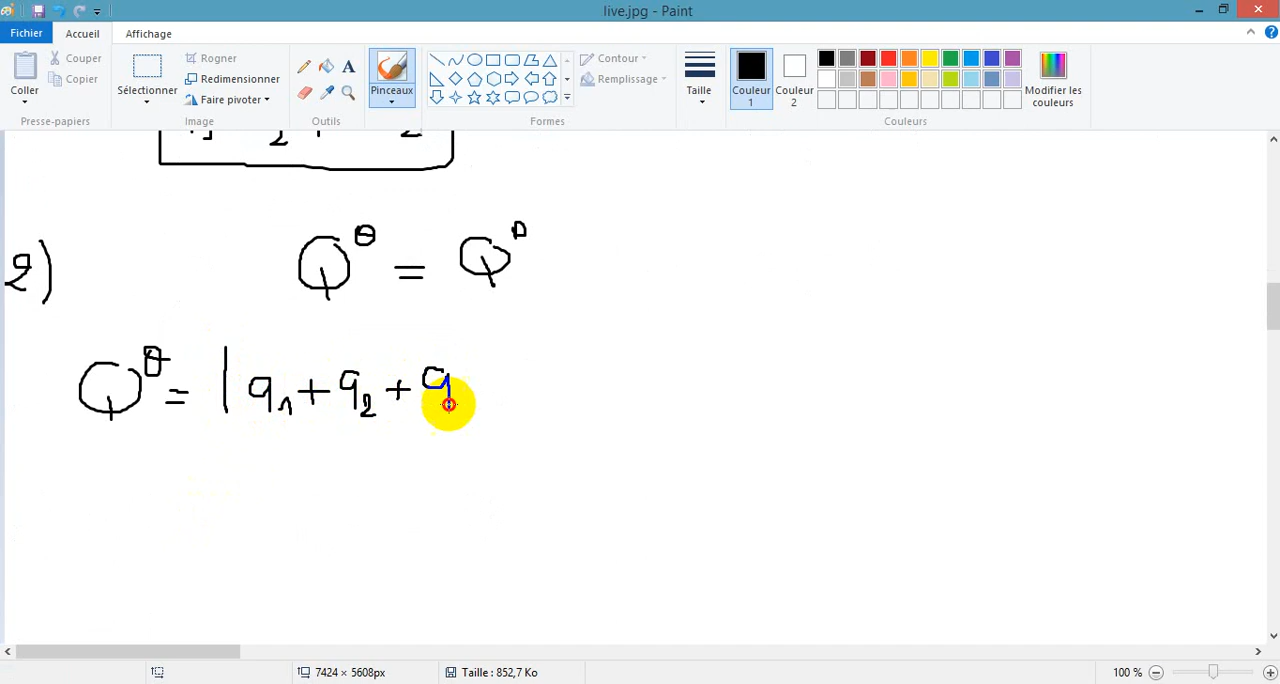 live.jpg - Paint
Fichier Accueil Affichage
Coller
Couper
Copier
Presse-papiers
Sélectionner
Rogner
Redimensionner
Faire pivoter
Image
A
Outils
Pinceaux
Contour
Remplissage
Formes
Taille
Couleur 1
Couleur 2
Modifier les couleurs
Couleurs
2) Q^θ = Q^D
Q^θ = | q₁ + q₂ + q
7424 × 5608px
Taille : 852,7 Ko
100 %